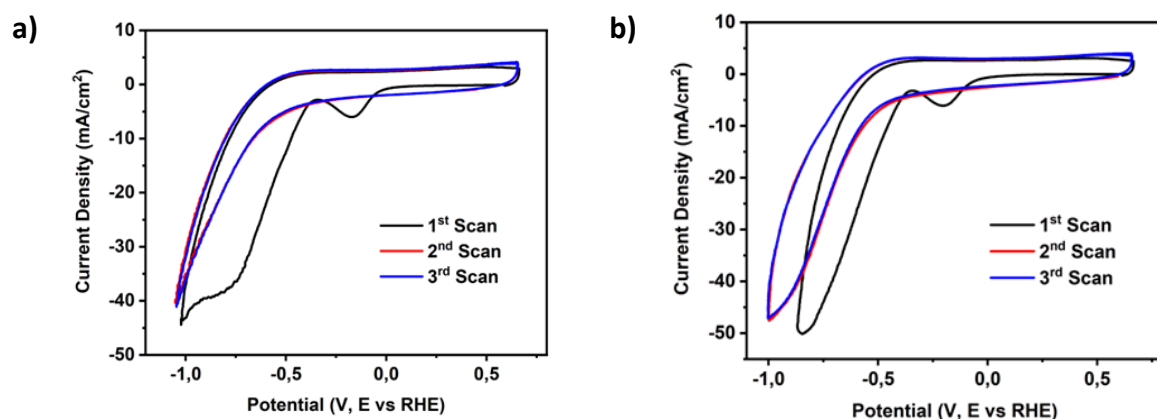 a)
10
0
-10
-20
-30
-40
-50
Current Density (mA/cm²)
1st Scan
2nd Scan
3rd Scan
-1,0
-0,5
0,0
0,5
Potential (V, E vs RHE)
b)
10
0
-10
-20
-30
-40
-50
Current Density (mA/cm²)
1st Scan
2nd Scan
3rd Scan
-1,0
-0,5
0,0
0,5
Potential (V, E vs RHE)